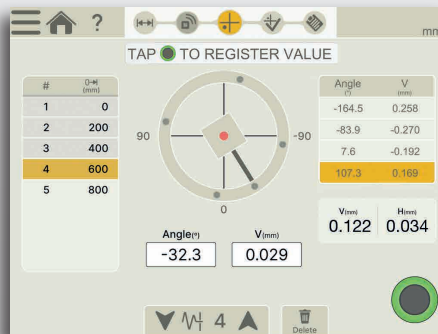 ?
mm
TAP TO REGISTER VALUE
# 0→ (mm)
1 0
2 200
3 400
4 600
5 800
90 -90
0
Angle(°) V(mm)
-32.3 0.029
Angle (°) V (mm)
-164.5 0.258
-83.9 -0.270
7.6 -0.192
107.3 0.169
V(mm) H(mm)
0.122 0.034
4
Delete